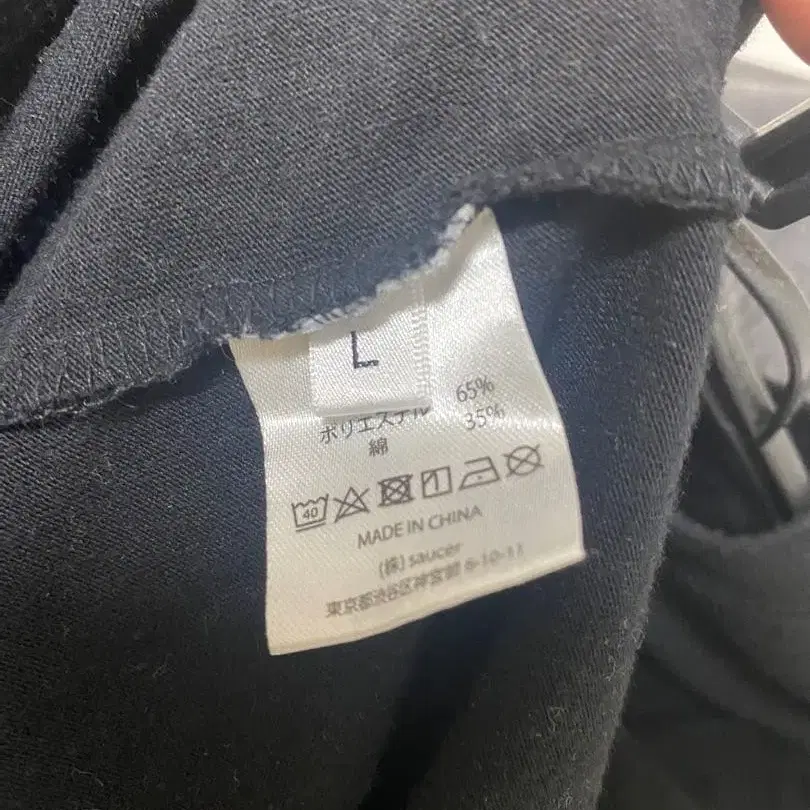 L
ポリエステル 65%
綿 35%
40
MADE IN CHINA
(株) saucer
東京都渋谷区神宮前 6-10-11